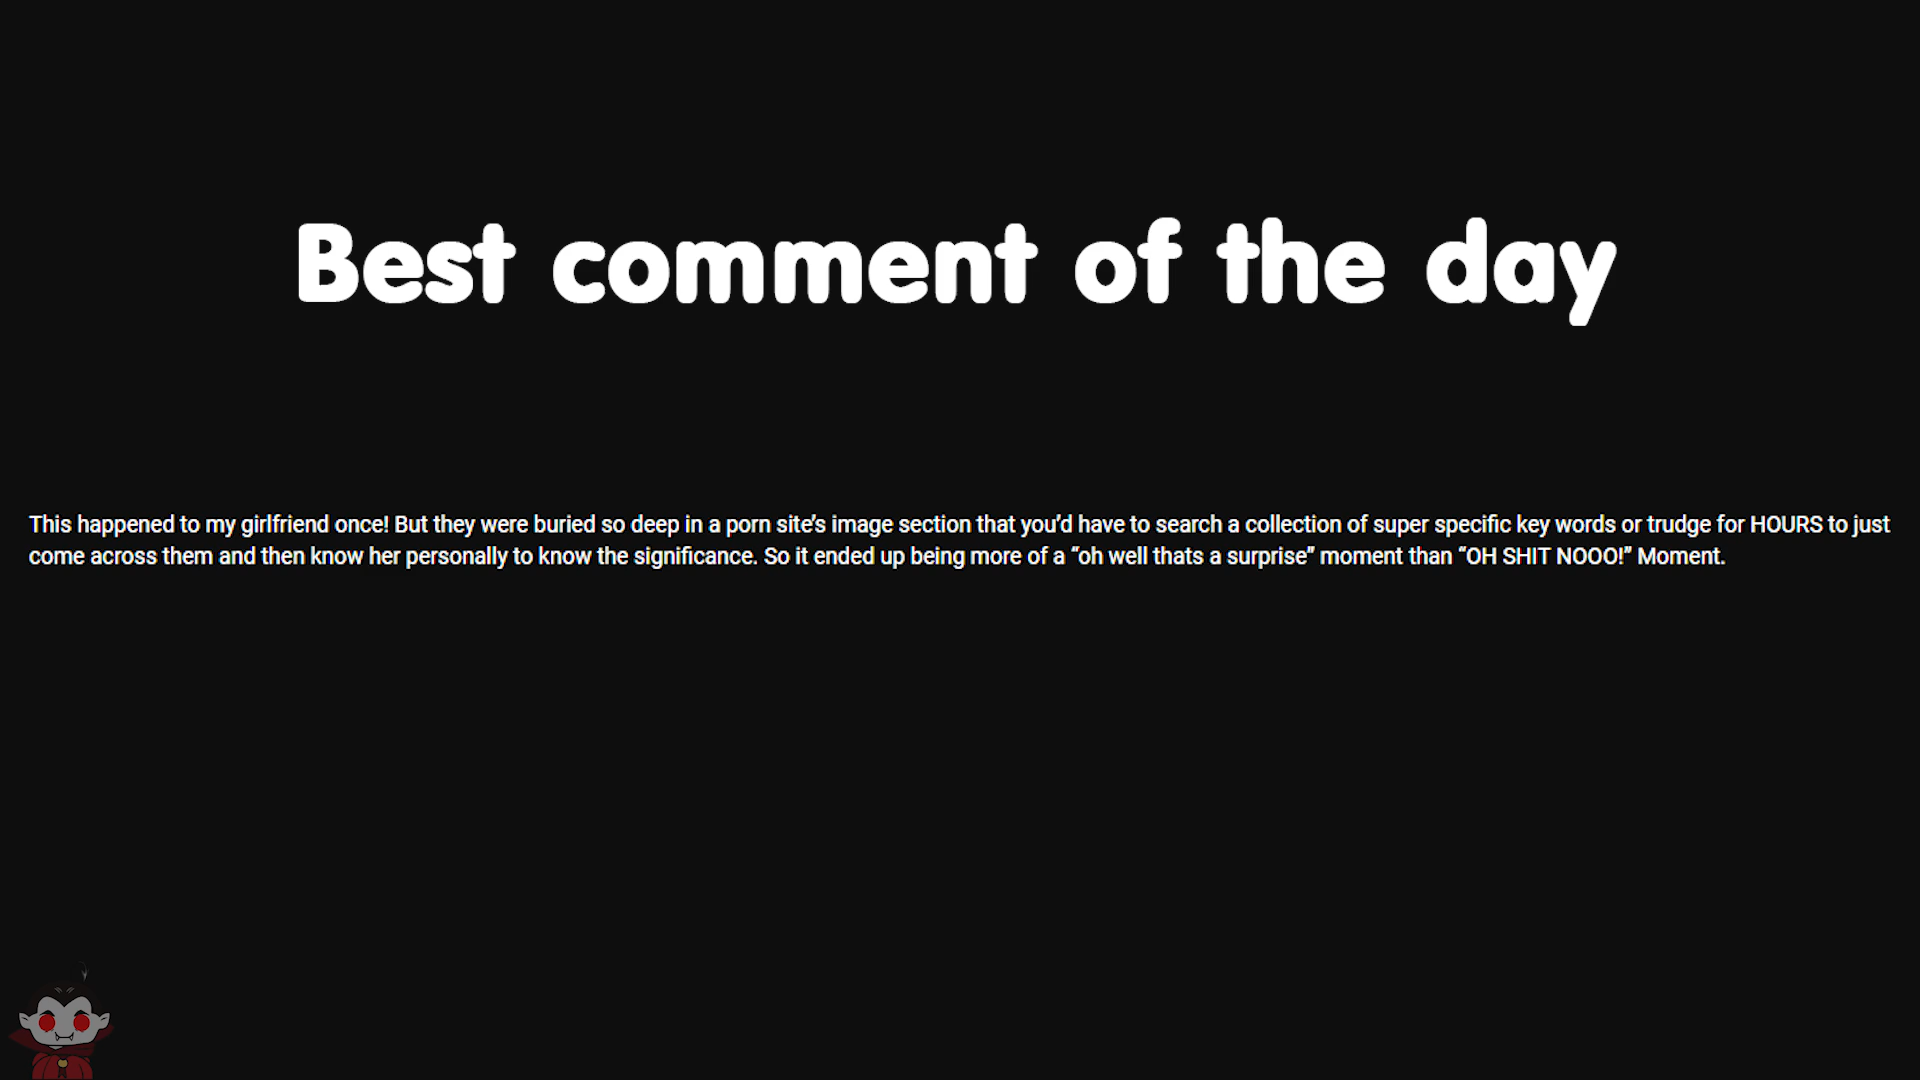 Best comment of the day
This happened to my girlfriend once! But they were buried so deep in a porn site’s image section that you’d have to search a collection of super specific key words or trudge for HOURS to just
come across them and then know her personally to know the significance. So it ended up being more of a “oh well thats a surprise” moment than “OH SHIT NOOO!” Moment.